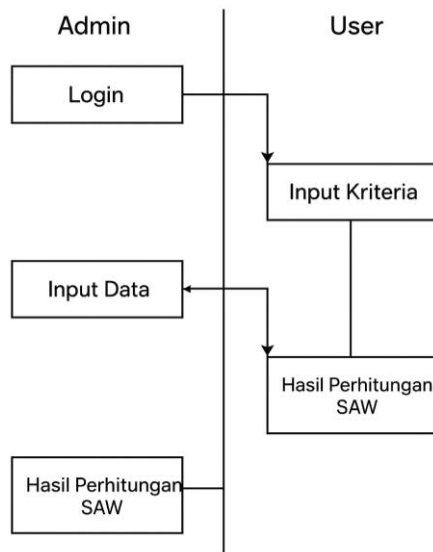 Admin
User
Login
Input Kriteria
Input Data
Hasil Perhitungan
SAW
Hasil Perhitungan
SAW